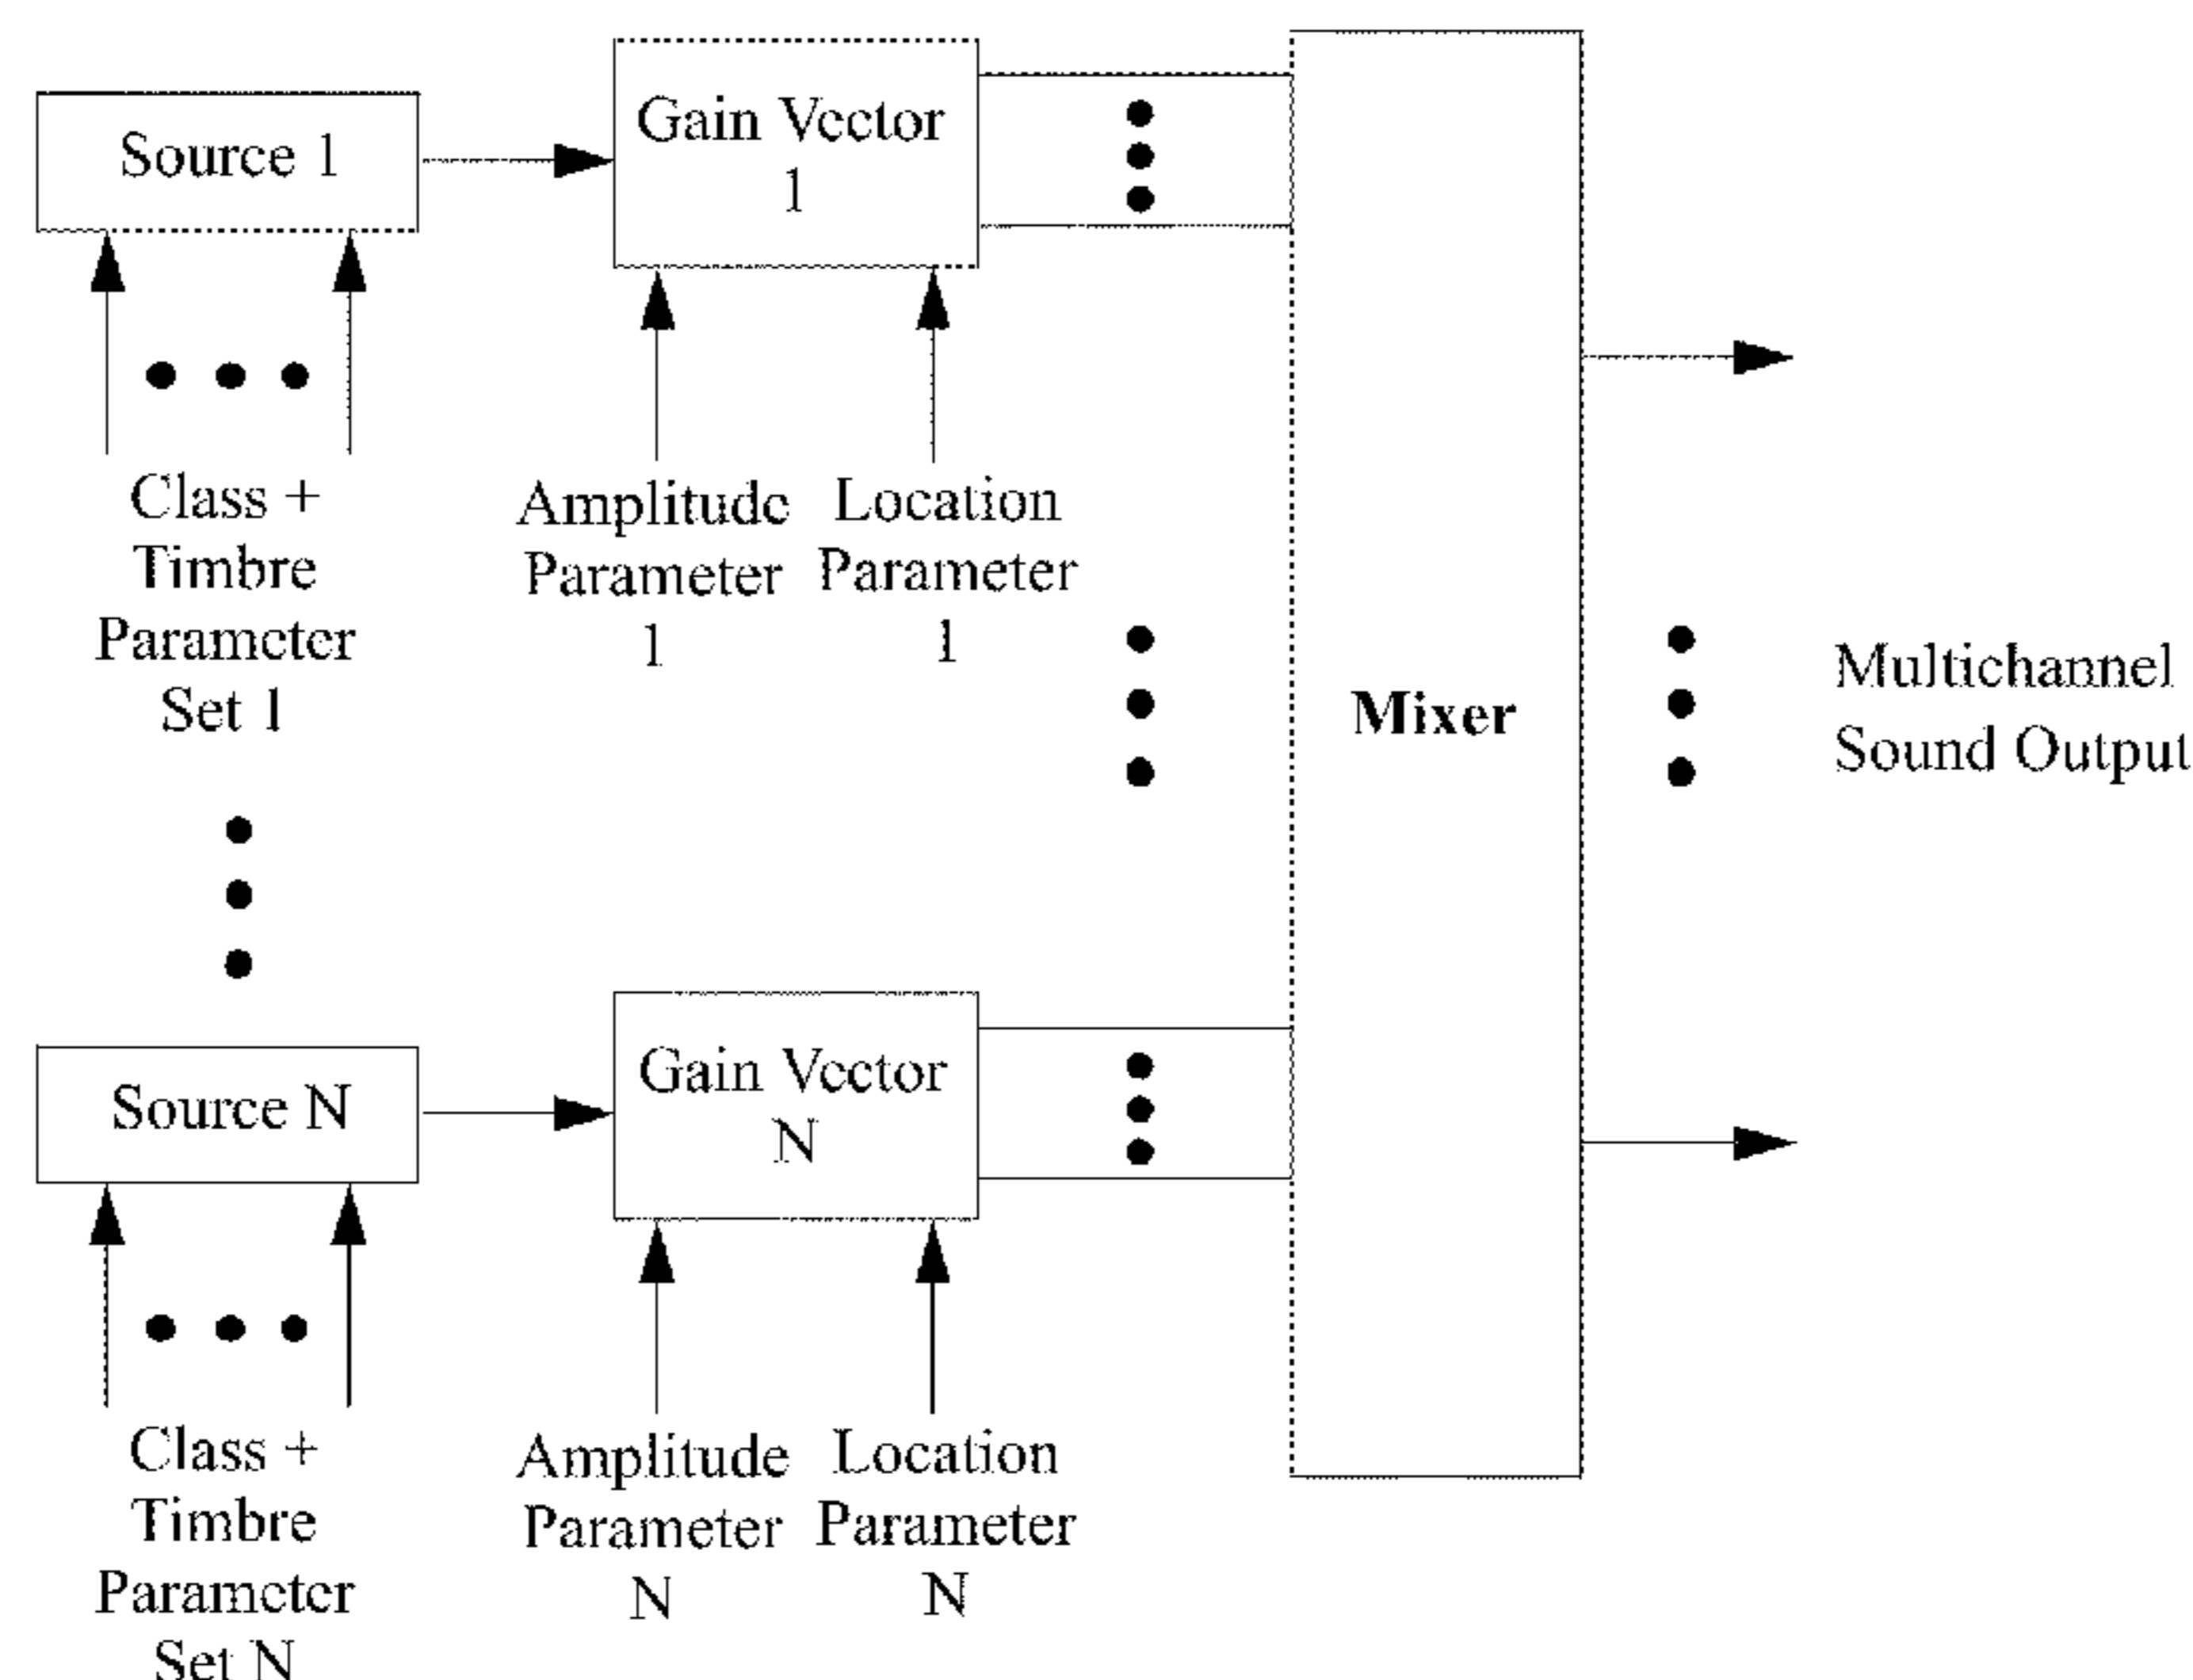 Source 1
Gain Vector
1
Class +
Timbre
Parameter
Set 1
Amplitude
Parameter
1
Location
Parameter
1
Mixer
Multichannel
Sound Output
Source N
Gain Vector
N
Class +
Timbre
Parameter
Set N
Amplitude
Parameter
N
Location
Parameter
N